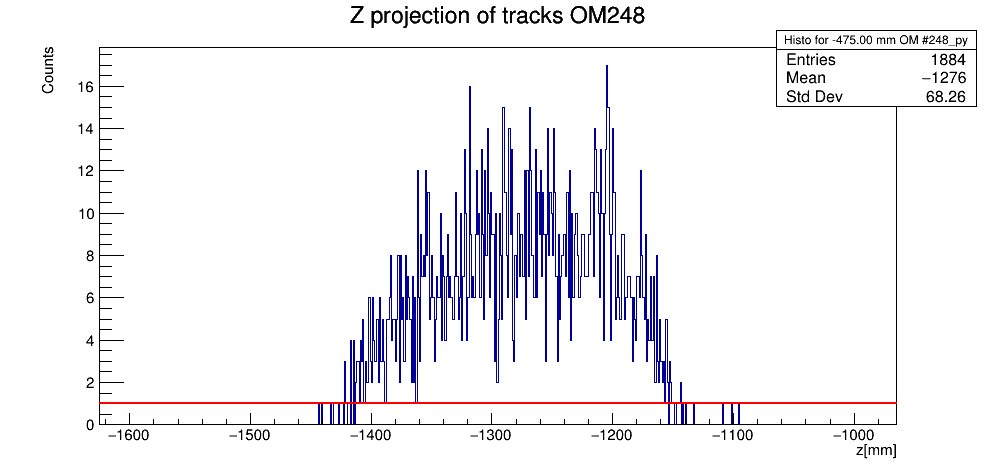 Z projection of tracks OM248
Histo for -475.00 mm OM #248_py
Entries 1884
Mean −1276
Std Dev 68.26
Counts
16
14
12
10
8
6
4
2
0
−1600 −1500 −1400 −1300 −1200 −1100 −1000
z[mm]